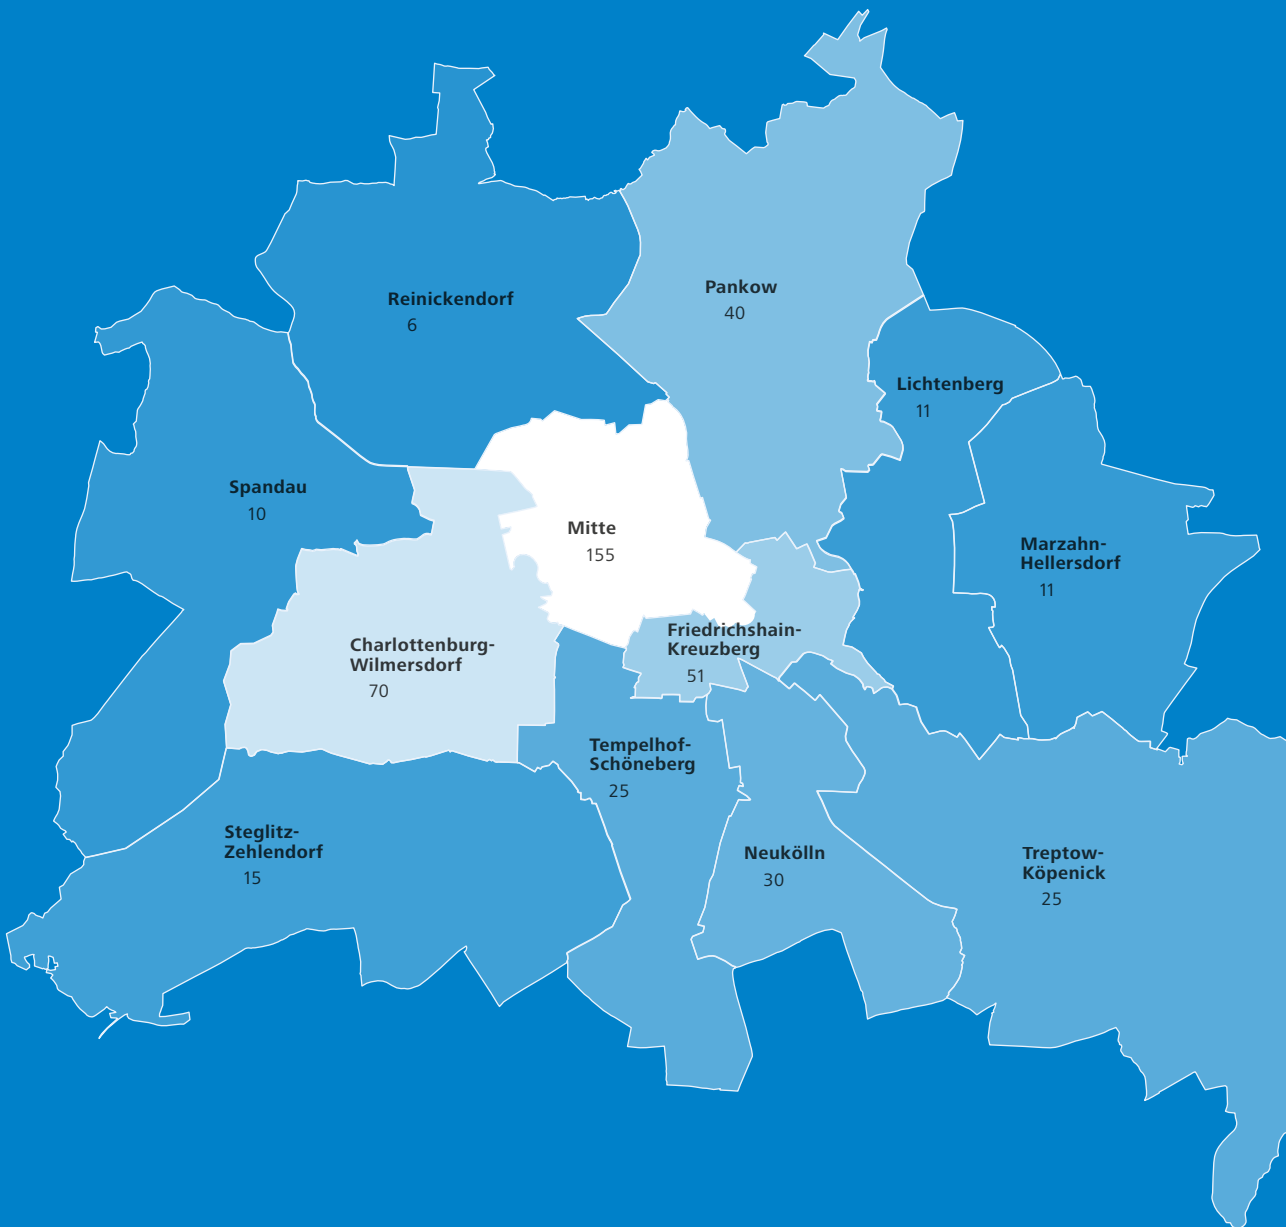 Pankow
40
Reinickendorf
6
Lichtenberg
11
Spandau
10
Mitte
155
Marzahn-
Hellersdorf
11
Friedrichshain-
Kreuzberg
51
Charlottenburg-
Wilmersdorf
70
Tempelhof-
Schöneberg
25
Steglitz-
Zehlendorf
15
Neukölln
30
Treptow-
Köpenick
25